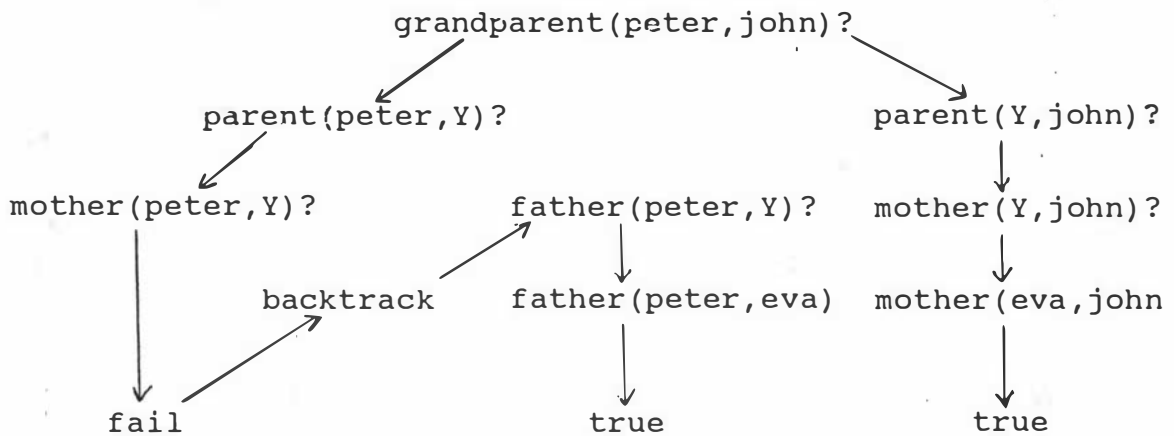 grandparent(peter,john)?
parent(peter,Y)? parent(Y,john)?
mother(peter,Y)? father(peter,Y)? mother(Y,john)?
backtrack father(peter,eva) mother(eva,john
fail true true